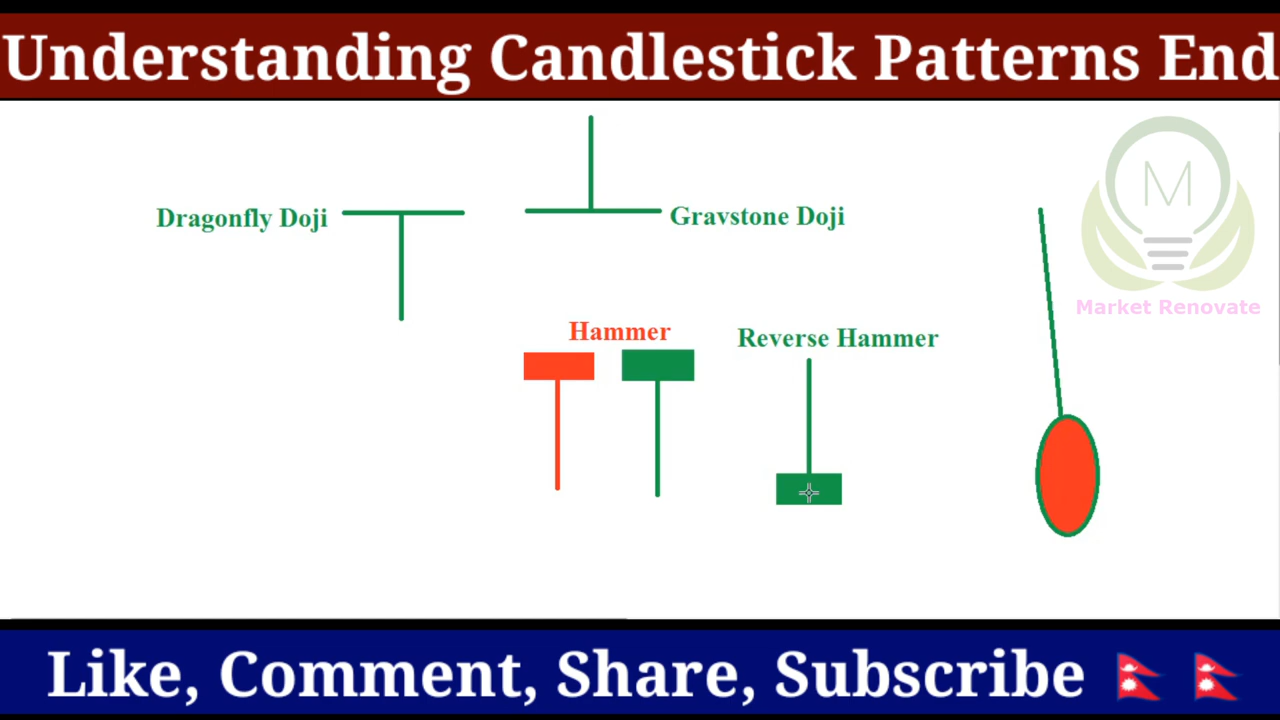 Understanding Candlestick Patterns End
M
Dragonfly Doji
Gravstone Doji
Market Renovate
Hammer
Reverse Hammer
Like, Comment, Share, Subscribe 🇳🇵 🇳🇵